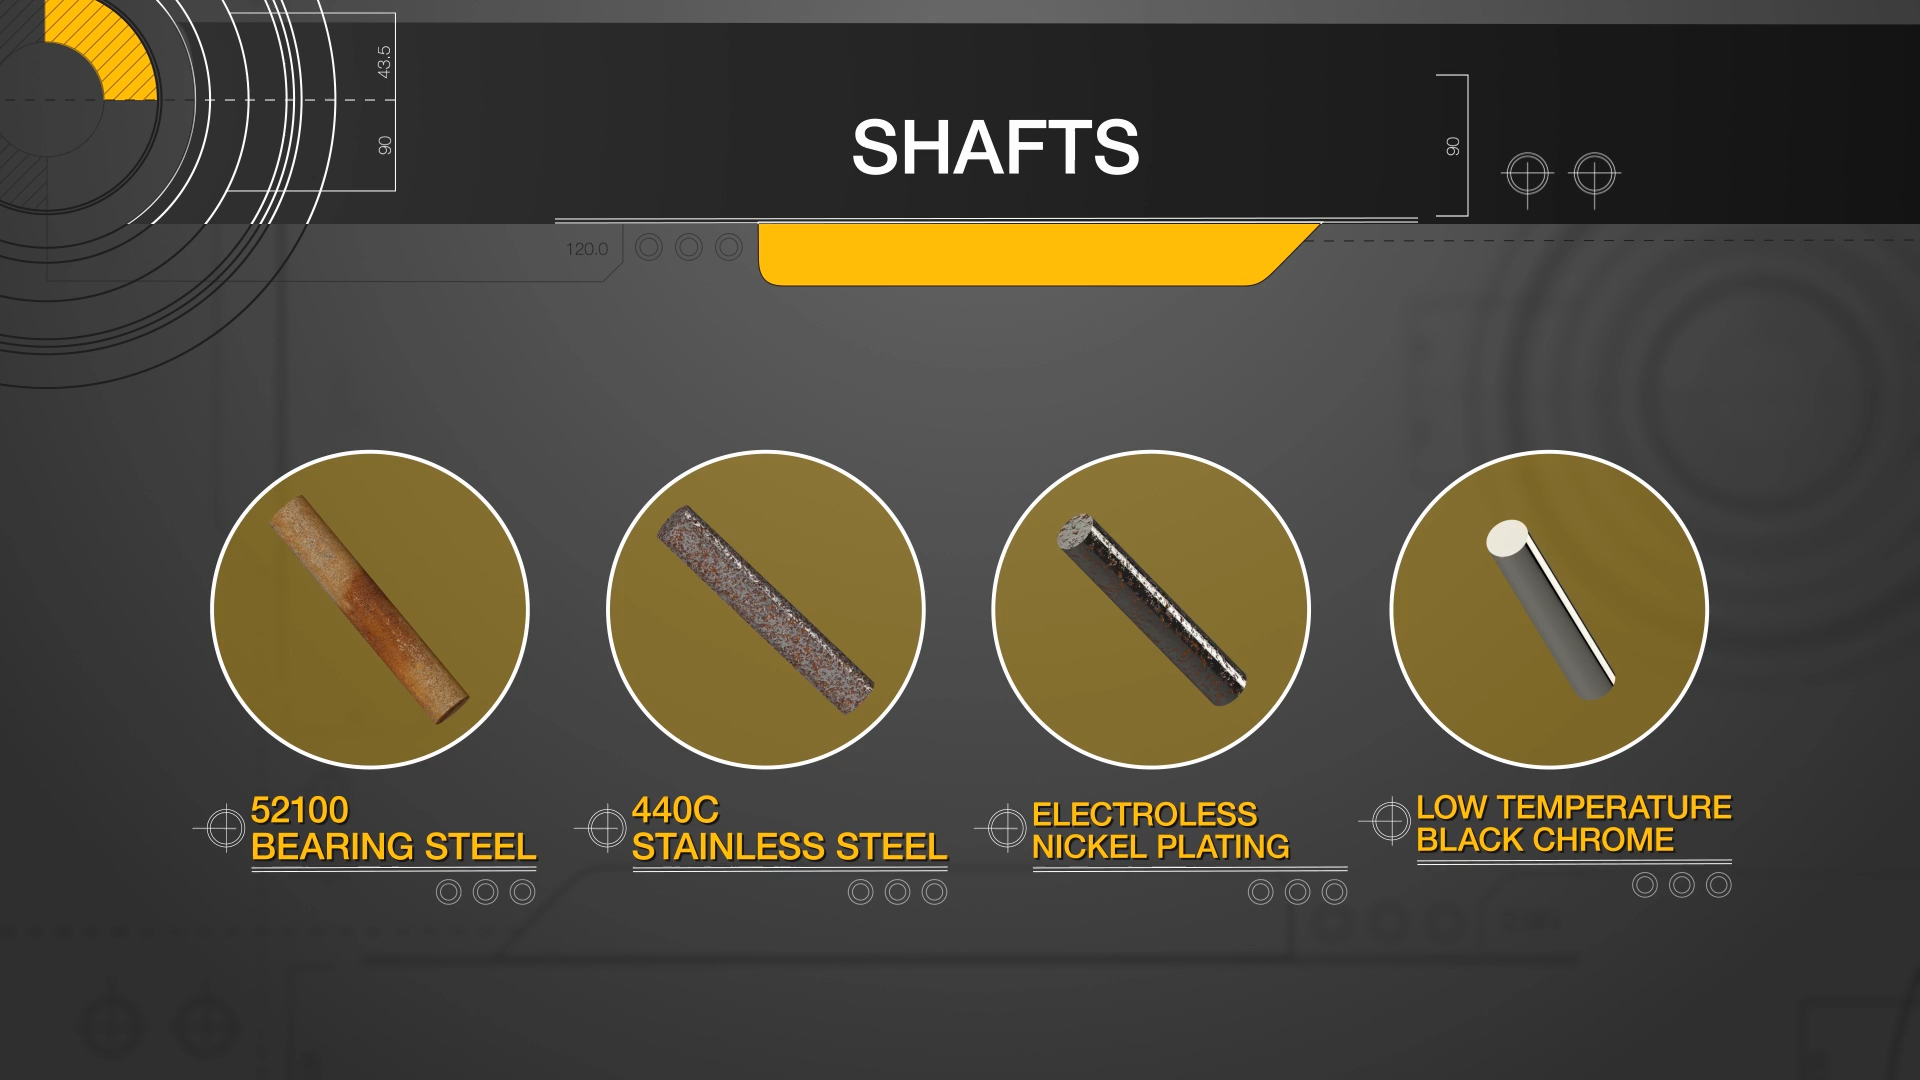 43.5
90
SHAFTS
90
120.0
52100
BEARING STEEL
440C
STAINLESS STEEL
ELECTROLESS
NICKEL PLATING
LOW TEMPERATURE
BLACK CHROME